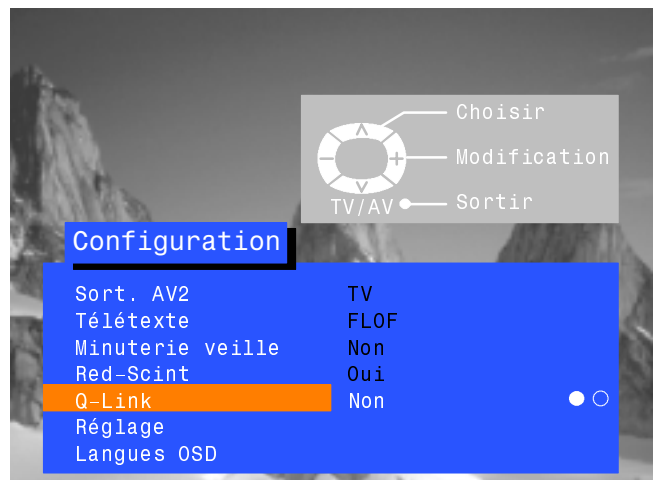 Choisir
Modification
TV/AV Sortir
Configuration
Sort. AV2 TV
Télétexte FLOF
Minuterie veille Non
Red-Scint Oui
Q-Link Non
Réglage
Langues OSD